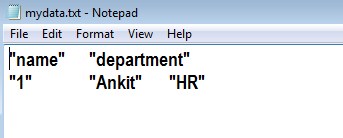 mydata.txt - Notepad
File Edit Format View Help
"name" "department"
"1" "Ankit" "HR"